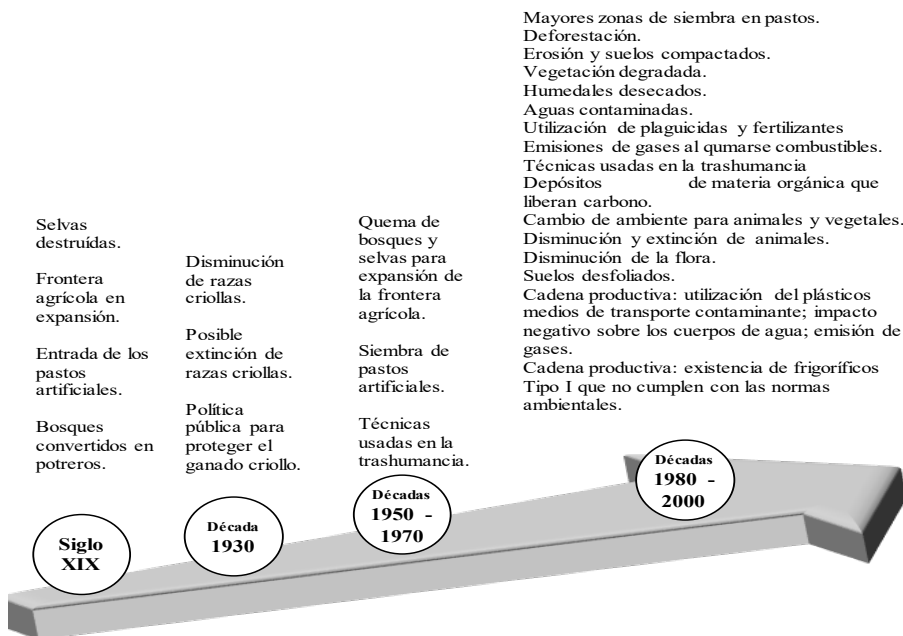 Selvas
destruídas.
Frontera
agrícola en
expansión.
Entrada de los
pastos
artificiales.
Bosques
convertidos en
potreros.
Siglo
XIX
Disminución
de razas
criollas.
Posible
extinción de
razas criollas.
Política
pública para
proteger el
ganado criollo.
Década
1930
Quema de
bosques y
selvas para
expansión de
la frontera
agrícola.
Siembra de
pastos
artificiales.
Técnicas
usadas en la
trashumancia.
Décadas
1950 -
1970
Mayores zonas de siembra en pastos.
Deforestación.
Erosión y suelos compactados.
Vegetación degradada.
Humedales desecados.
Aguas contaminadas.
Utilización de plaguicidas y fertilizantes
Emisiones de gases al qumarse combustibles.
Técnicas usadas en la trashumancia
Depósitos de materia orgánica que
liberan carbono.
Cambio de ambiente para animales y vegetales.
Disminución y extinción de animales.
Disminución de la flora.
Suelos desfoliados.
Cadena productiva: utilización del plásticos
medios de transporte contaminante; impacto
negativo sobre los cuerpos de agua; emisión de
gases.
Cadena productiva: existencia de frigoríficos
Tipo I que no cumplen con las normas
ambientales.
Décadas
1980 -
2000